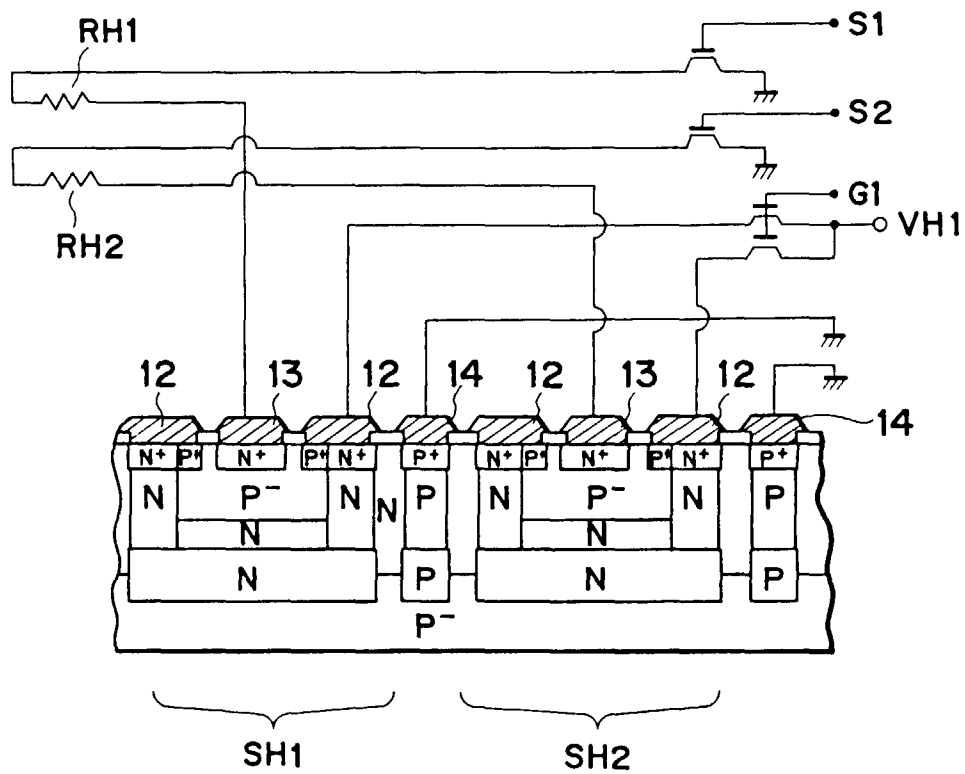 RH1
S1
S2
G1
VH1
RH2
12 13 12 14 12 13 12
14
N+ P+ N+ P+ N+ P+ N+ P+ N+ P+ N+ P+
N P⁻ N N P N P⁻ N P
N N
N P N P
P⁻
SH1 SH2